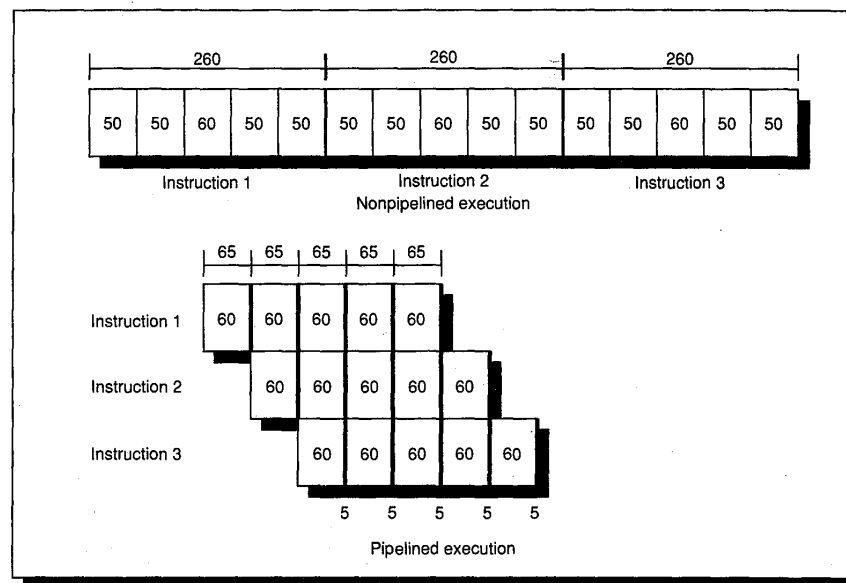 260 260 260
50 50 60 50 50 50 50 60 50 50 50 50 60 50 50
Instruction 1 Instruction 2 Instruction 3
Nonpipelined execution
65 65 65 65 65
Instruction 1 60 60 60 60 60
Instruction 2 60 60 60 60 60
Instruction 3 60 60 60 60 60
5 5 5 5 5
Pipelined execution